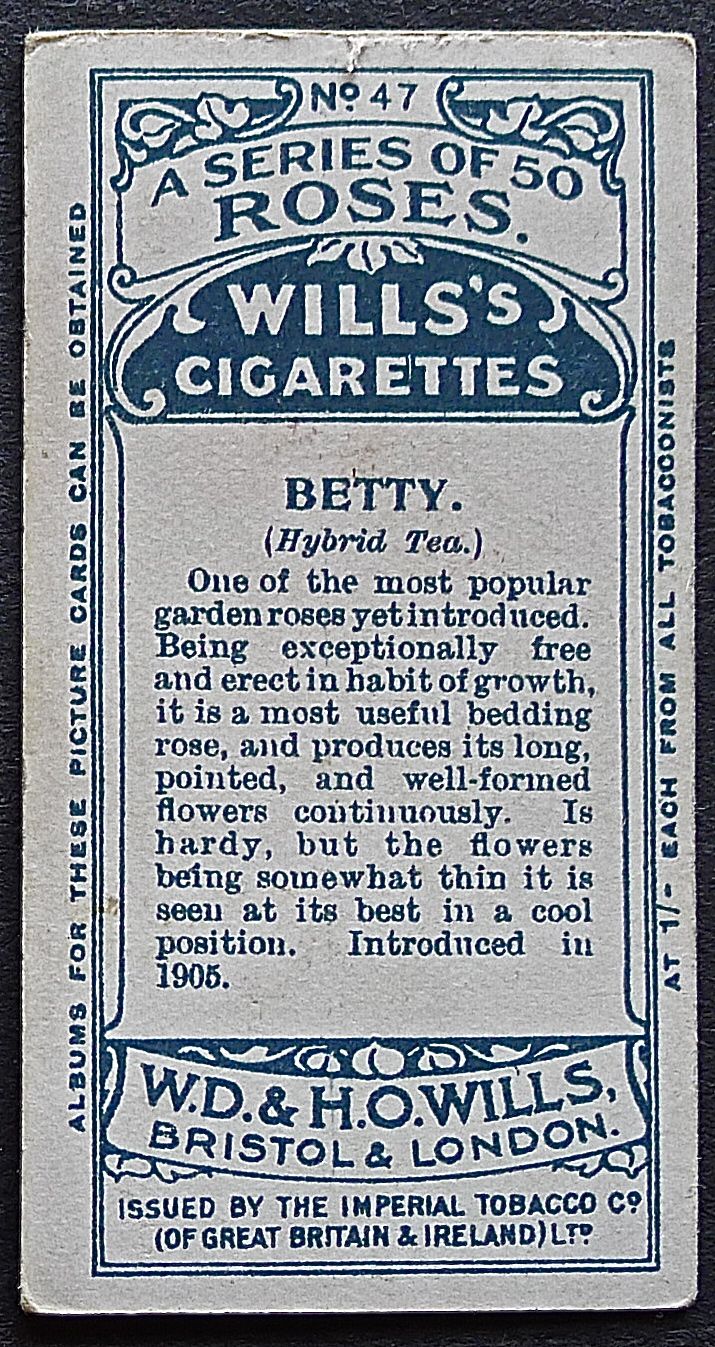 Nº 47
A SERIES OF 50
ROSES.
WILLS'S
CIGARETTES
BETTY.
(Hybrid Tea.)
One of the most popular
garden roses yet introduced.
Being exceptionally free
and erect in habit of growth,
it is a most useful bedding
rose, and produces its long,
pointed, and well-formed
flowers continuously. Is
hardy, but the flowers
being somewhat thin it is
seen at its best in a cool
position. Introduced in
1905.
W.D. & H.O. WILLS,
BRISTOL & LONDON.
ISSUED BY THE IMPERIAL TOBACCO Cº
(OF GREAT BRITAIN & IRELAND) LTD
ALBUMS FOR THESE PICTURE CARDS CAN BE OBTAINED
AT 1/- EACH FROM ALL TOBACCONISTS